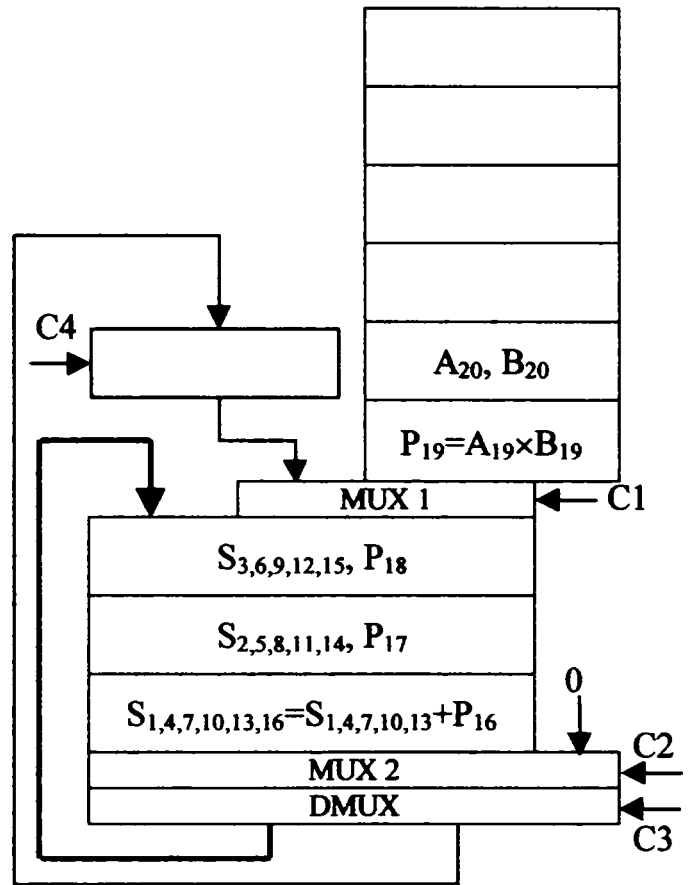 C4
A₂₀, B₂₀
P₁₉=A₁₉×B₁₉
MUX 1
C1
S₃,₆,₉,₁₂,₁₅, P₁₈
S₂,₅,₈,₁₁,₁₄, P₁₇
0
S₁,₄,₇,₁₀,₁₃,₁₆=S₁,₄,₇,₁₀,₁₃+P₁₆
C2
MUX 2
DMUX
C3